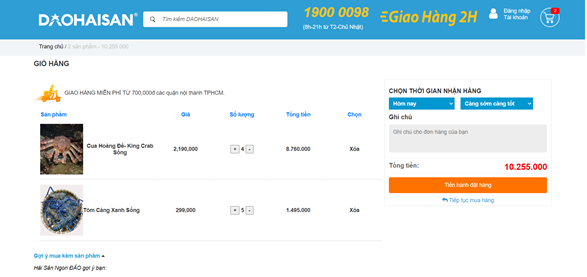 DAOHAISAN®
Tìm kiếm DAOHAISAN
1900 0098
(8h-21h từ T2-Chủ Nhật)
Giao Hàng 2H
Đăng nhập
Tài khoản
2
Trang chủ / 2 sản phẩm - 10.255.000
GIỎ HÀNG
GIAO HÀNG MIỄN PHÍ TỪ 700,000đ các quận nội thành TPHCM.
Sản phẩm Giá Số lượng Tổng tiền Chọn
Cua Hoàng Đế- King Crab Sống 2,190,000 + 4 - 8.760.000 Xóa
Tôm Càng Xanh Sống 299,000 + 5 - 1.495.000 Xóa
Gợi ý mua kèm sản phẩm
Hải Sản Ngon ĐẢO gợi ý bạn:
CHỌN THỜI GIAN NHẬN HÀNG
Hôm nay Càng sớm càng tốt
Ghi chú
Ghi chú cho đơn hàng của bạn
Tổng tiền: 10.255.000
Tiến hành đặt hàng
Tiếp tục mua hàng